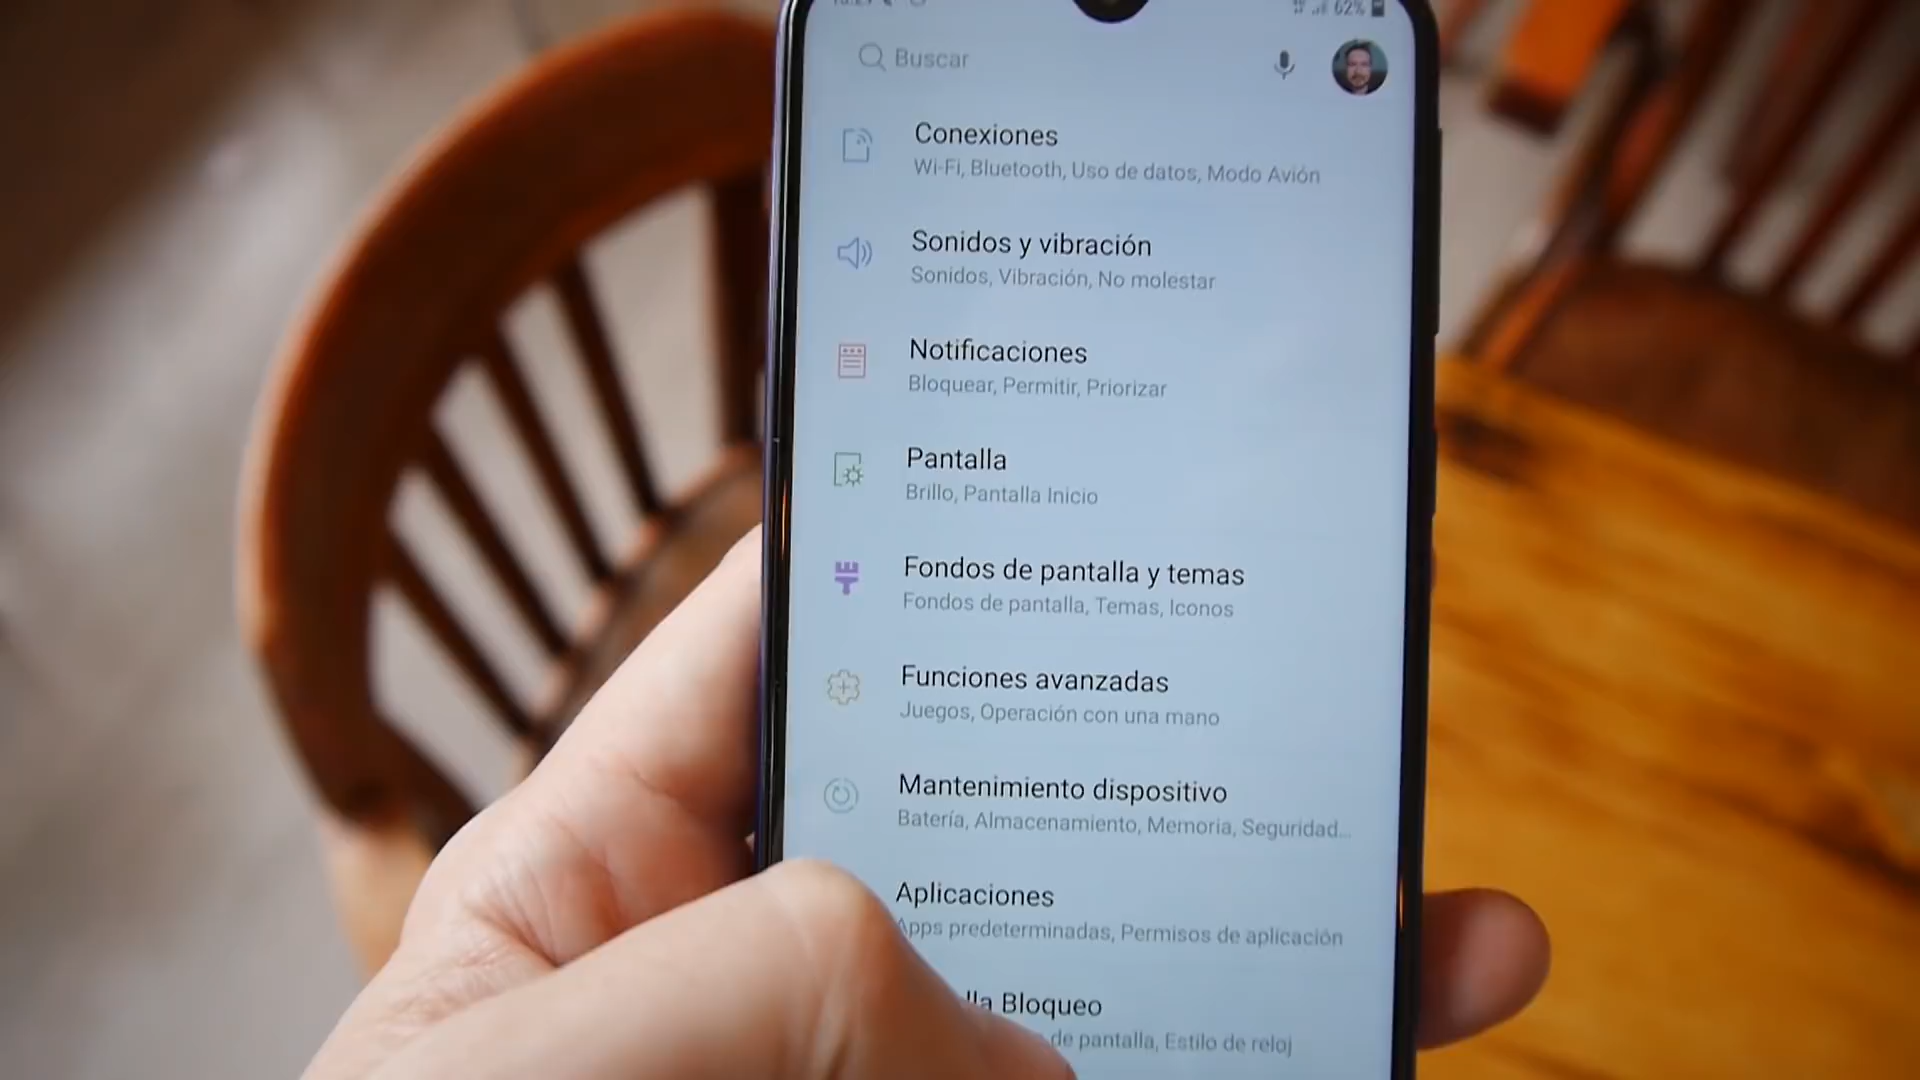 62%
Buscar
Conexiones
Wi-Fi, Bluetooth, Uso de datos, Modo Avión
Sonidos y vibración
Sonidos, Vibración, No molestar
Notificaciones
Bloquear, Permitir, Priorizar
Pantalla
Brillo, Pantalla Inicio
Fondos de pantalla y temas
Fondos de pantalla, Temas, Iconos
Funciones avanzadas
Juegos, Operación con una mano
Mantenimiento dispositivo
Batería, Almacenamiento, Memoria, Seguridad...
Aplicaciones
Apps predeterminadas, Permisos de aplicación
lla Bloqueo
de pantalla, Estilo de reloj